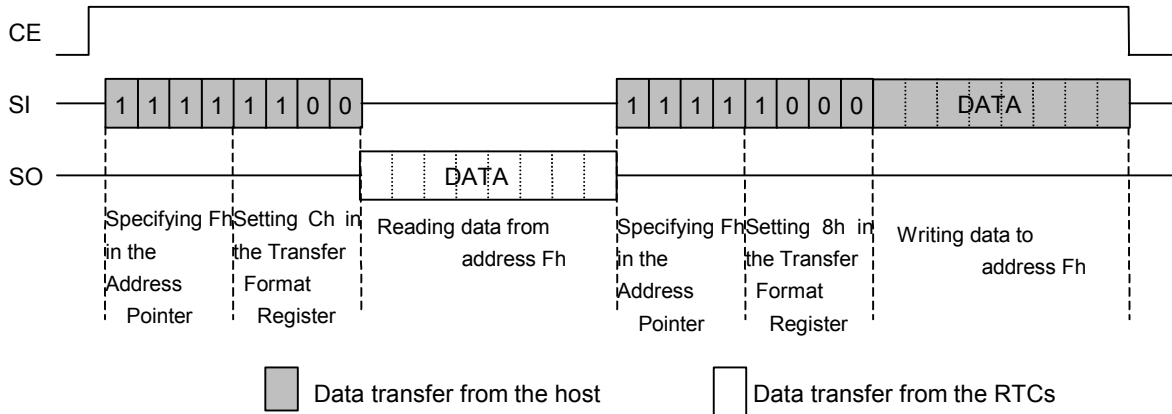 CE
SI
1 1 1 1 1 1 0 0
1 1 1 1 1 0 0 0
DATA
SO
DATA
Specifying Fh
in the
Address
Pointer
Setting Ch in
the Transfer
Format
Register
Reading data from
address Fh
Specifying Fh
in the
Address
Pointer
Setting 8h in
the Transfer
Format
Register
Writing data to
address Fh
Data transfer from the host
Data transfer from the RTCs